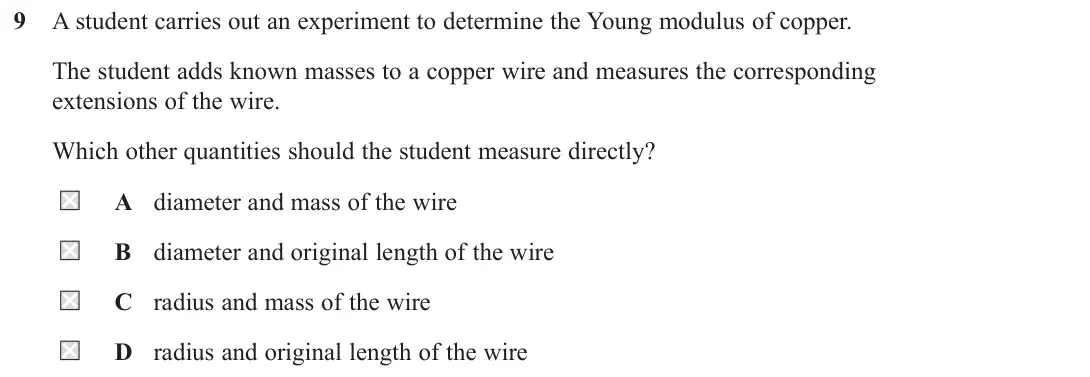 9 A student carries out an experiment to determine the Young modulus of copper.
The student adds known masses to a copper wire and measures the corresponding
extensions of the wire.
Which other quantities should the student measure directly?
A diameter and mass of the wire
B diameter and original length of the wire
C radius and mass of the wire
D radius and original length of the wire